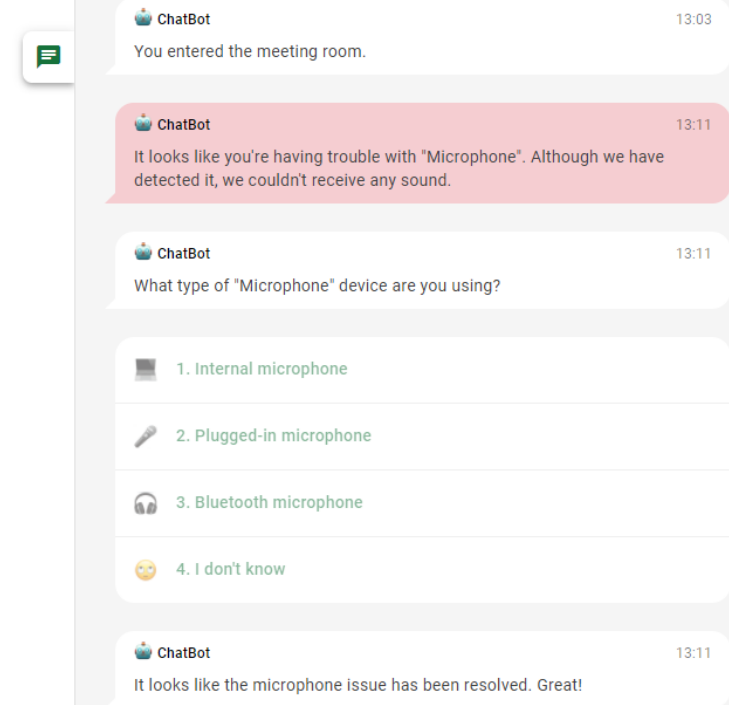 ChatBot 13:03
You entered the meeting room.
ChatBot 13:11
It looks like you're having trouble with "Microphone". Although we have
detected it, we couldn't receive any sound.
ChatBot 13:11
What type of "Microphone" device are you using?
1. Internal microphone
2. Plugged-in microphone
3. Bluetooth microphone
4. I don't know
ChatBot 13:11
It looks like the microphone issue has been resolved. Great!